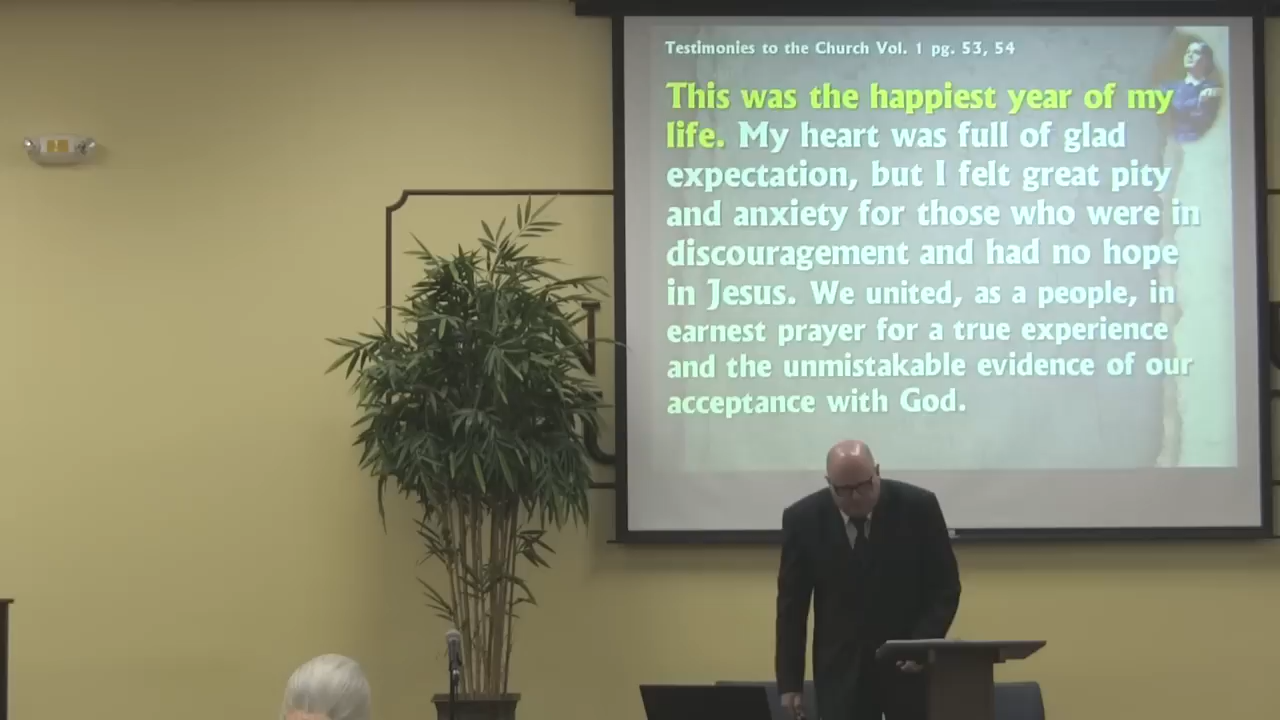 Testimonies to the Church Vol. 1 pg. 53, 54
This was the happiest year of my
life. My heart was full of glad
expectation, but I felt great pity
and anxiety for those who were in
discouragement and had no hope
in Jesus. We united, as a people, in
earnest prayer for a true experience
and the unmistakable evidence of our
acceptance with God.